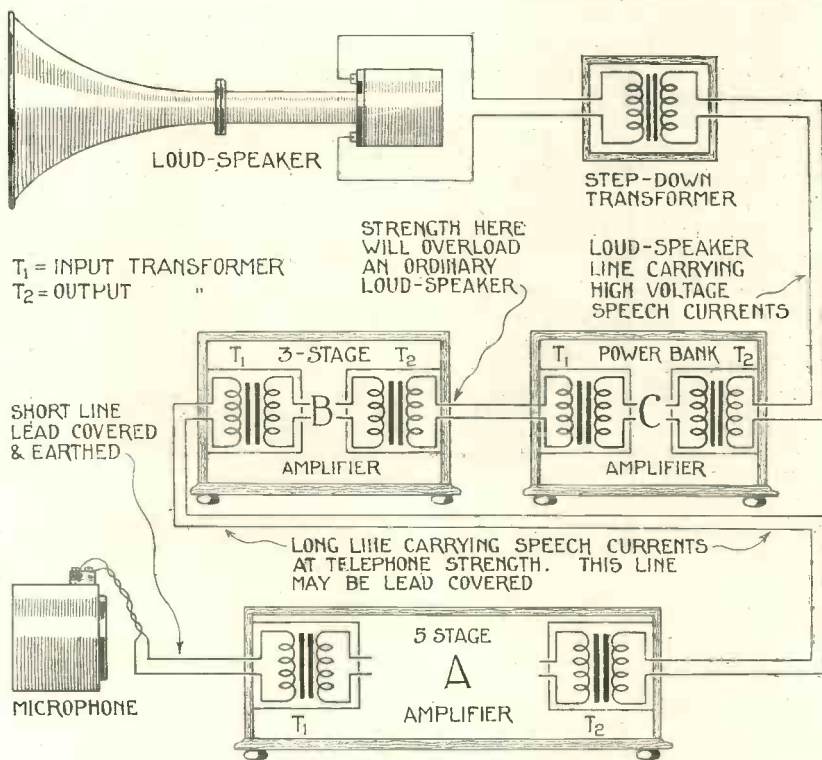 LOUD-SPEAKER
STEP-DOWN
TRANSFORMER
T₁ = INPUT TRANSFORMER
T₂ = OUTPUT "
STRENGTH HERE
WILL OVERLOAD
AN ORDINARY
LOUD-SPEAKER
LOUD-SPEAKER
LINE CARRYING
HIGH VOLTAGE
SPEECH CURRENTS
T₁ 3-STAGE T₂
B
AMPLIFIER
T₁ POWER BANK T₂
C
AMPLIFIER
SHORT LINE
LEAD COVERED
& EARTHED
LONG LINE CARRYING SPEECH CURRENTS
AT TELEPHONE STRENGTH. THIS LINE
MAY BE LEAD COVERED
MICROPHONE
5 STAGE
A
AMPLIFIER
T₁ T₂